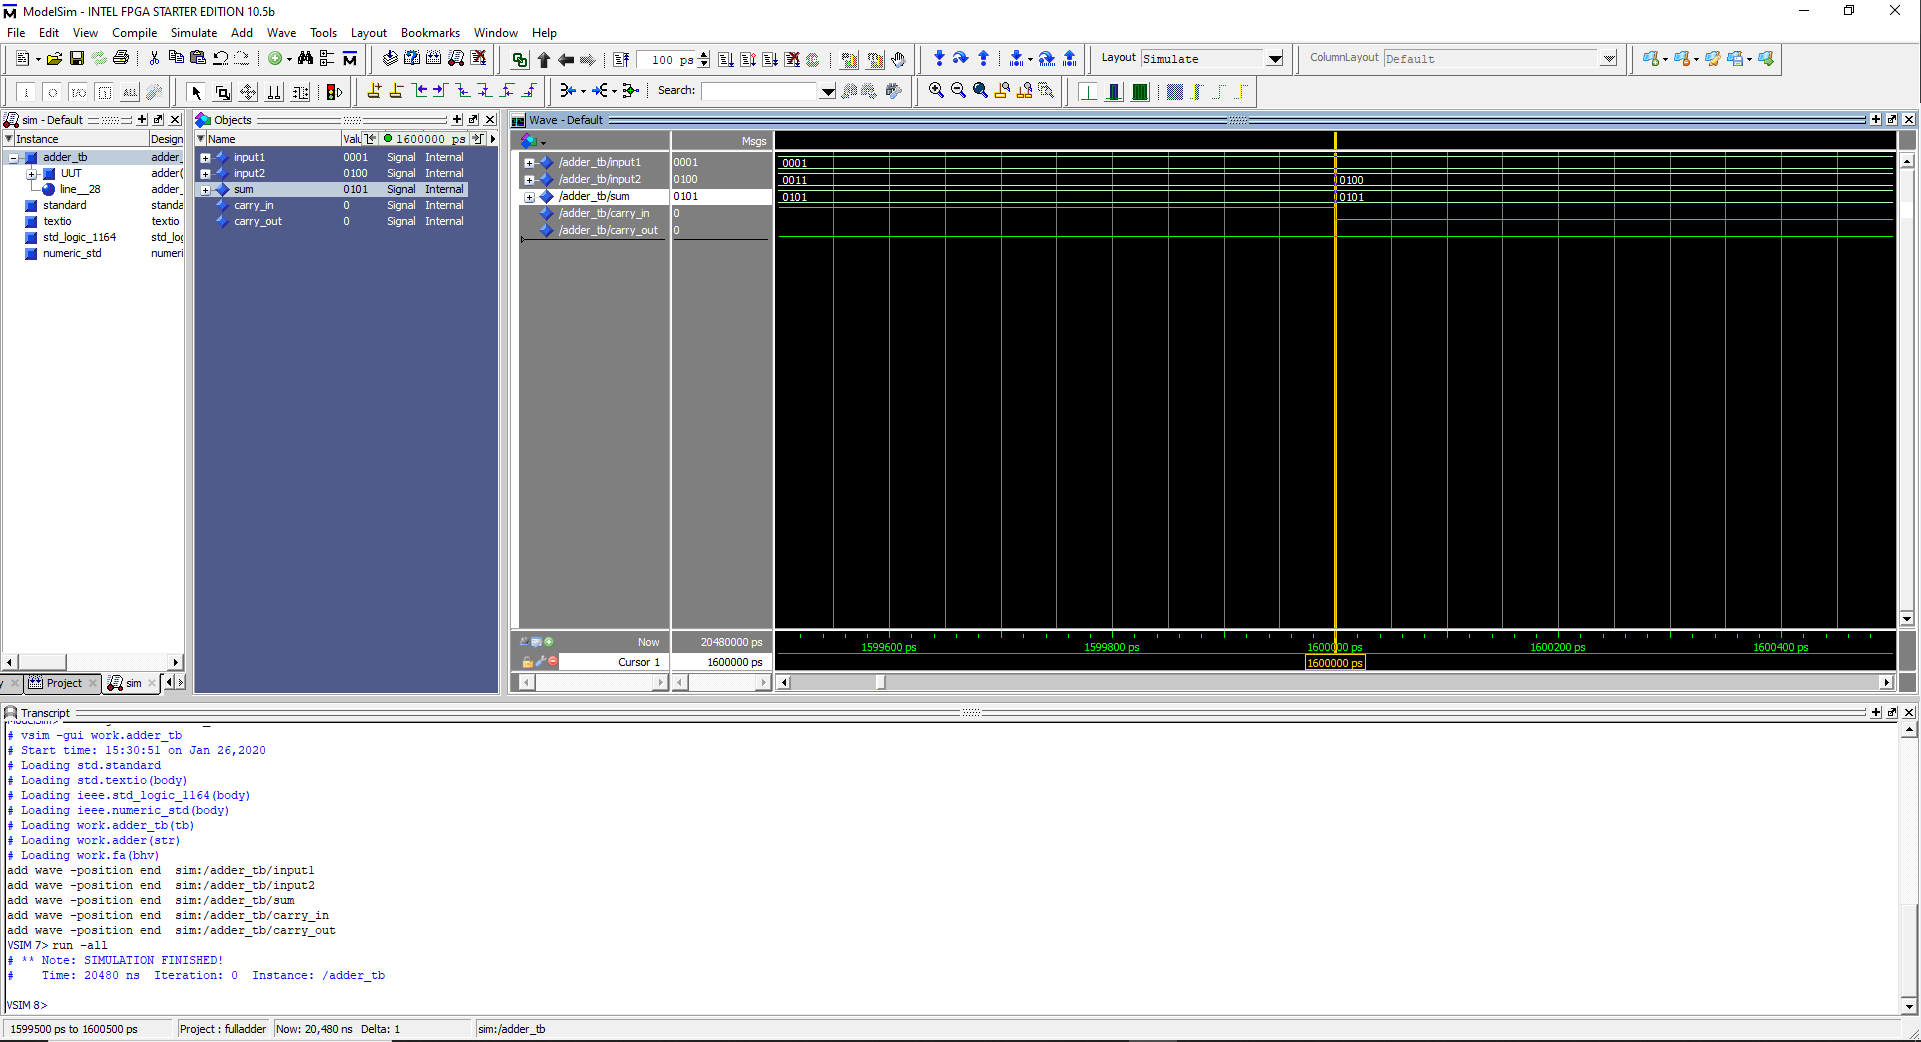 ModelSim - INTEL FPGA STARTER EDITION 10.5b
File Edit View Compile Simulate Add Wave Tools Layout Bookmarks Window Help
100 ps
Layout Simulate
ColumnLayout Default
Search:
sim - Default
Instance Design
adder_tb adder_
UUT adder(
line__28 adder_
standard standa
textio textio
std_logic_1164 std_log
numeric_std numeri
Project
sim
Objects
Name Valu 1600000 ps
input1 0001 Signal Internal
input2 0100 Signal Internal
sum 0101 Signal Internal
carry_in 0 Signal Internal
carry_out 0 Signal Internal
Wave - Default
Msgs
/adder_tb/input1 0001 0001
/adder_tb/input2 0100 0011 0100
/adder_tb/sum 0101 0101 0101
/adder_tb/carry_in 0
/adder_tb/carry_out 0
Now 20480000 ps 1599600 ps 1599800 ps 1600000 ps 1600200 ps 1600400 ps
Cursor 1 1600000 ps 1600000 ps
Transcript
# vsim -gui work.adder_tb
# Start time: 15:30:51 on Jan 26,2020
# Loading std.standard
# Loading std.textio(body)
# Loading ieee.std_logic_1164(body)
# Loading ieee.numeric_std(body)
# Loading work.adder_tb(tb)
# Loading work.adder(str)
# Loading work.fa(bhv)
add wave -position end  sim:/adder_tb/input1
add wave -position end  sim:/adder_tb/input2
add wave -position end  sim:/adder_tb/sum
add wave -position end  sim:/adder_tb/carry_in
add wave -position end  sim:/adder_tb/carry_out
VSIM 7> run -all
# ** Note: SIMULATION FINISHED!
#    Time: 20480 ns  Iteration: 0  Instance: /adder_tb
VSIM 8>
1599500 ps to 1600500 ps Project : fulladder Now: 20,480 ns Delta: 1 sim:/adder_tb